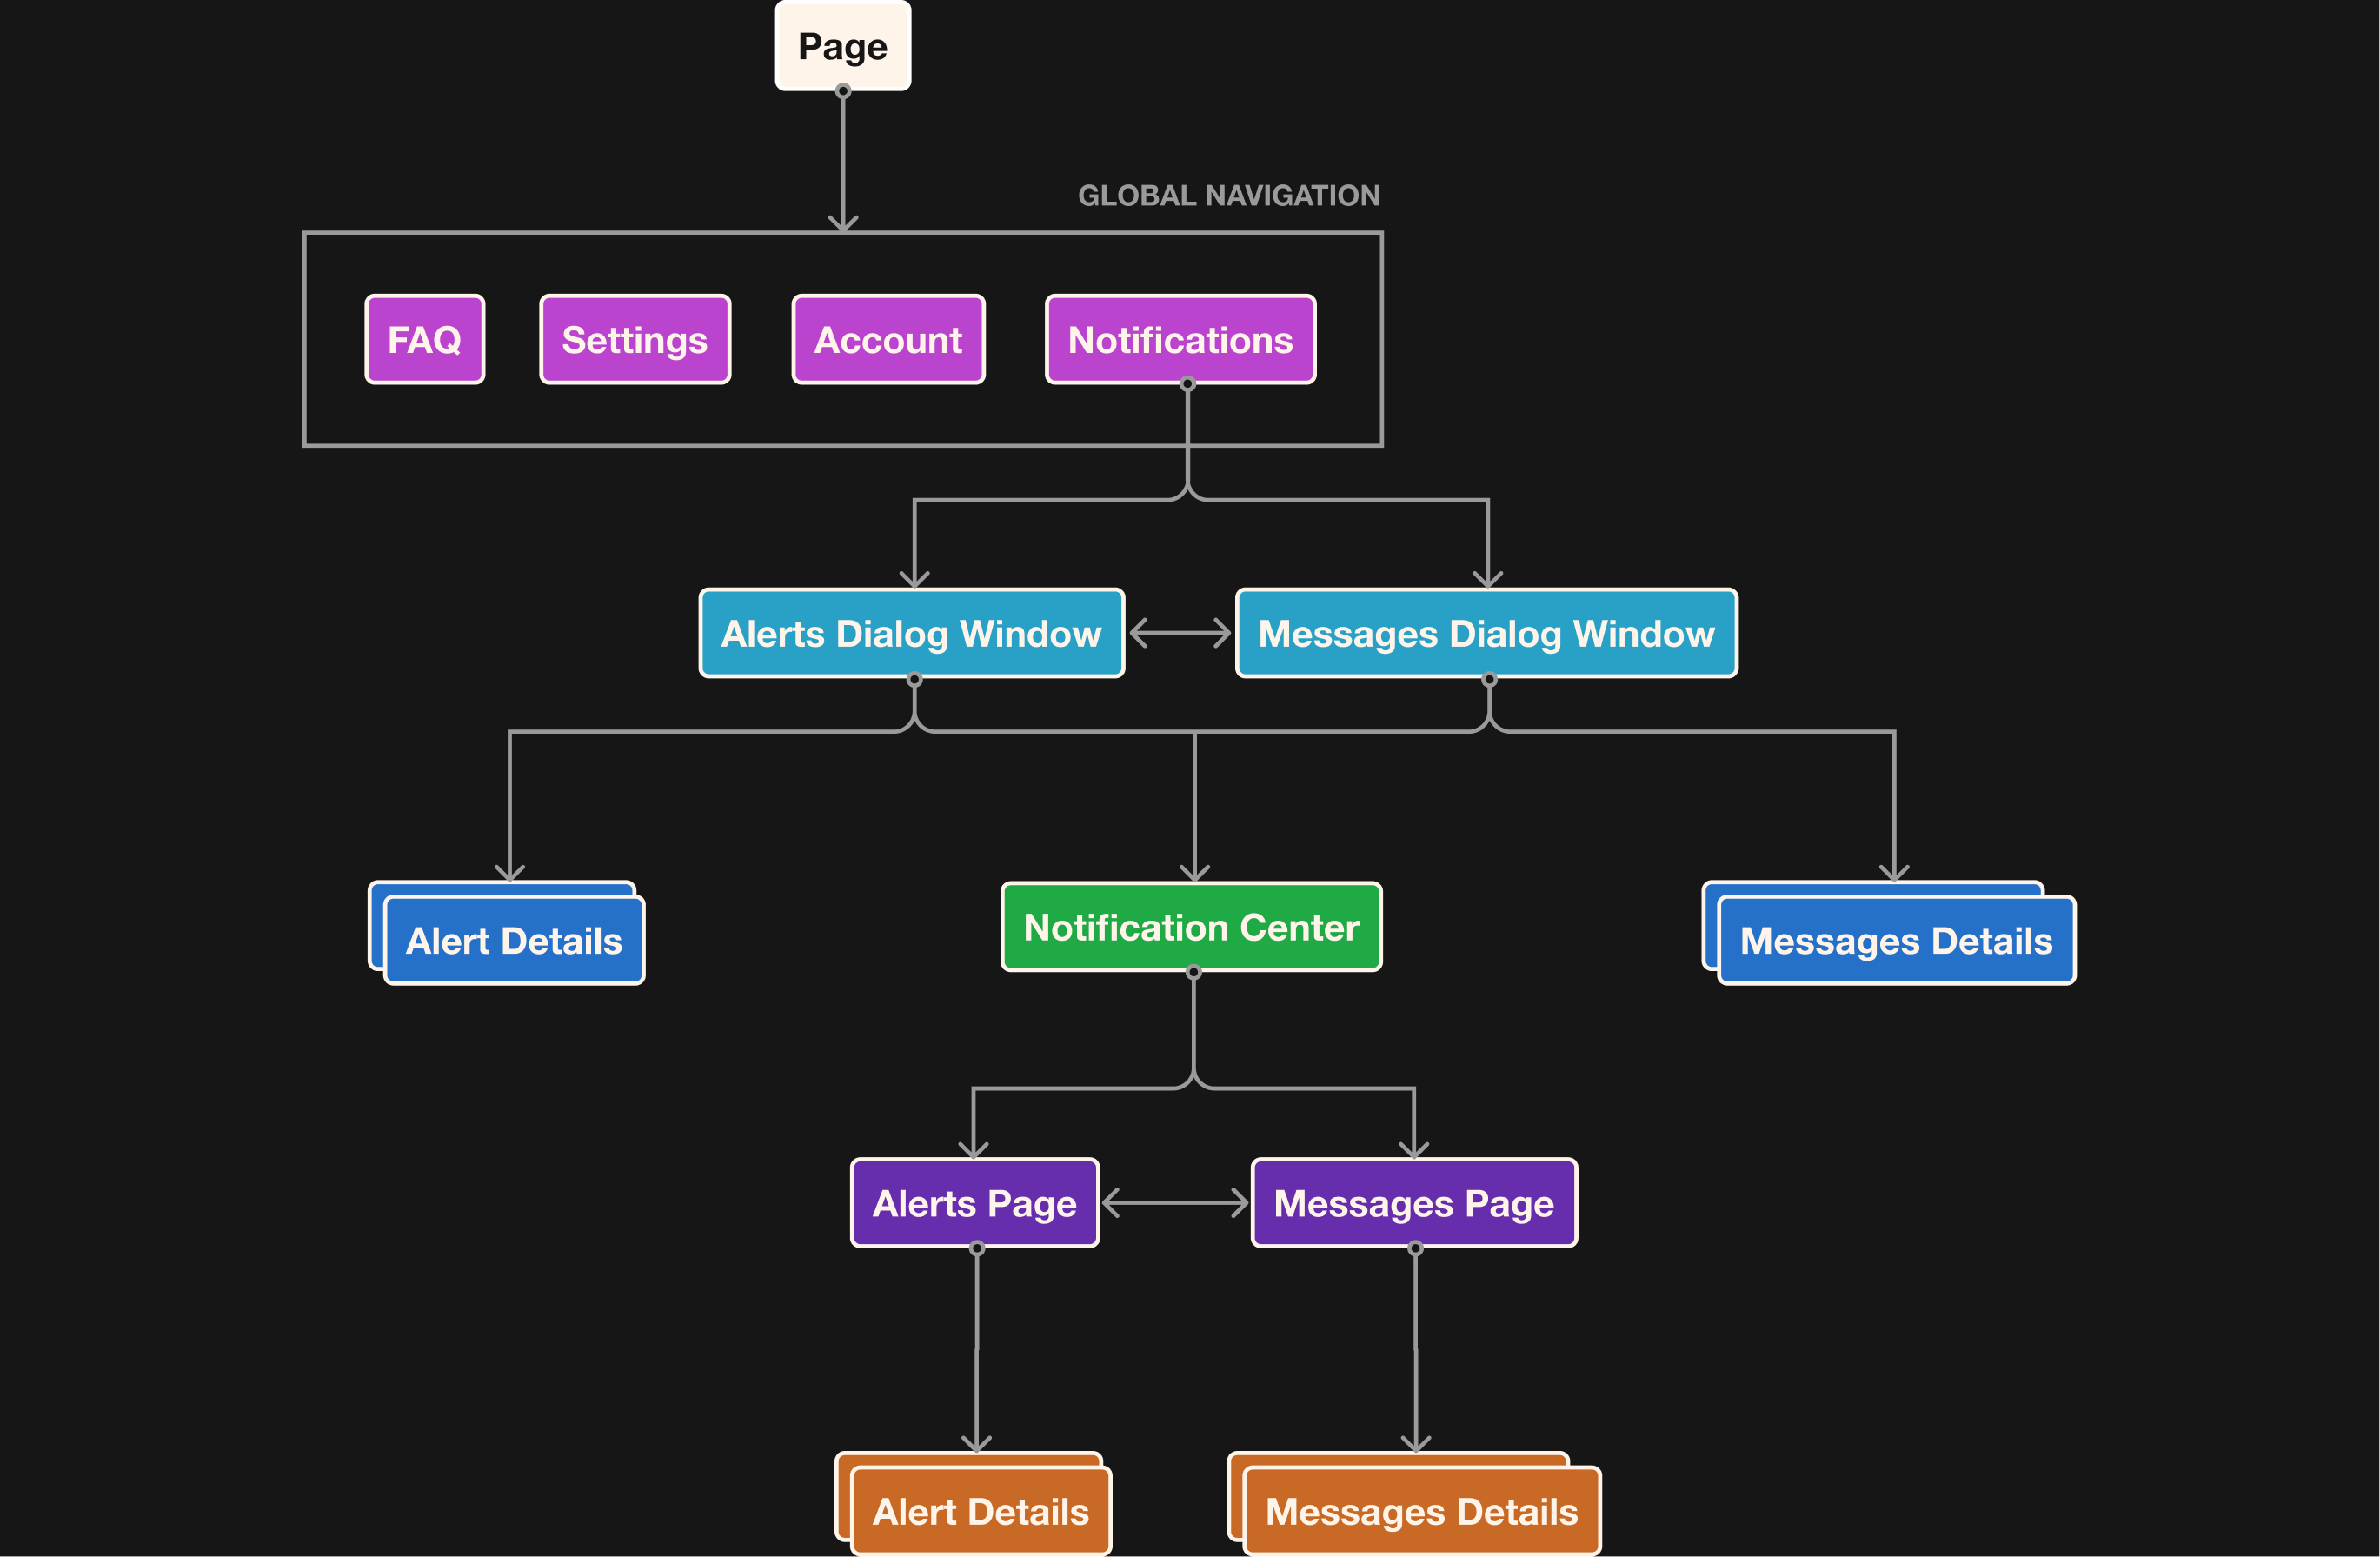 Page
GLOBAL NAVIGATION
FAQ
Settings
Account
Notifications
Alerts Dialog Window
Messages Dialog Window
Alert Details
Notification Center
Messages Details
Alerts Page
Messages Page
Alert Details
Messages Details